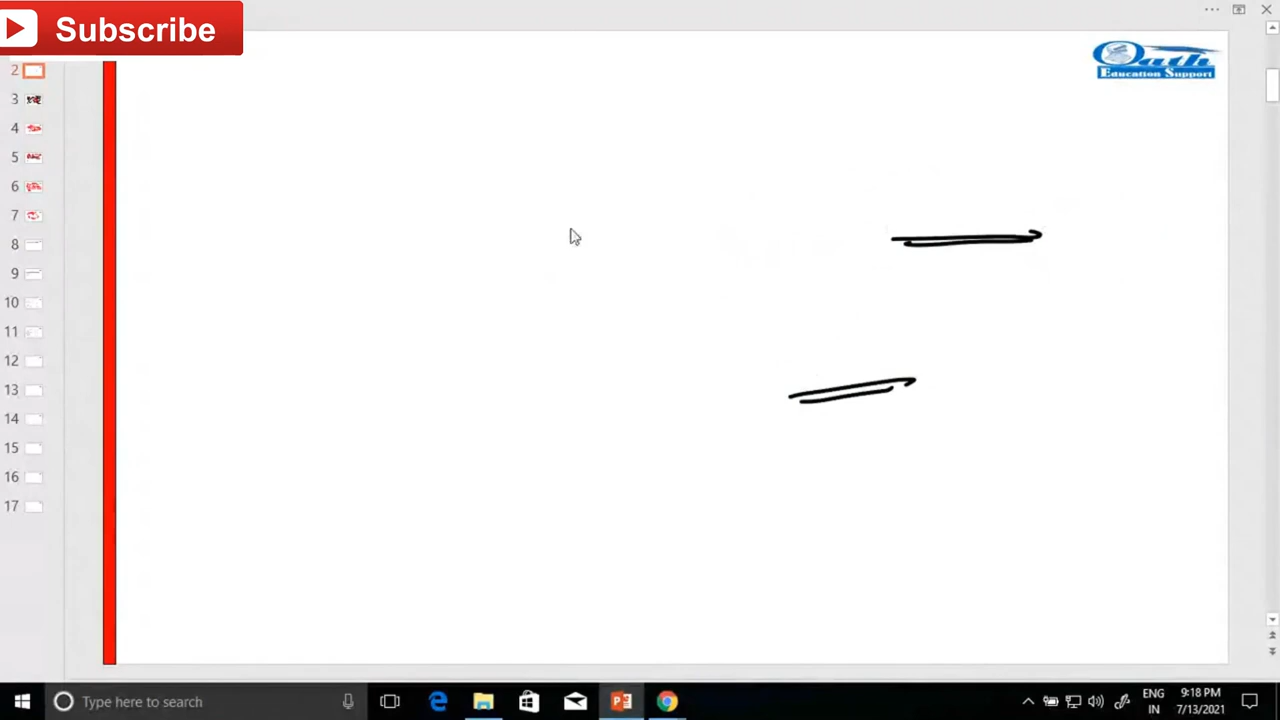 Subscribe
Oath
Education Support
2
3
4
5
6
7
8
9
10
11
12
13
14
15
16
17
Type here to search
ENG
IN
9:18 PM
7/13/2021